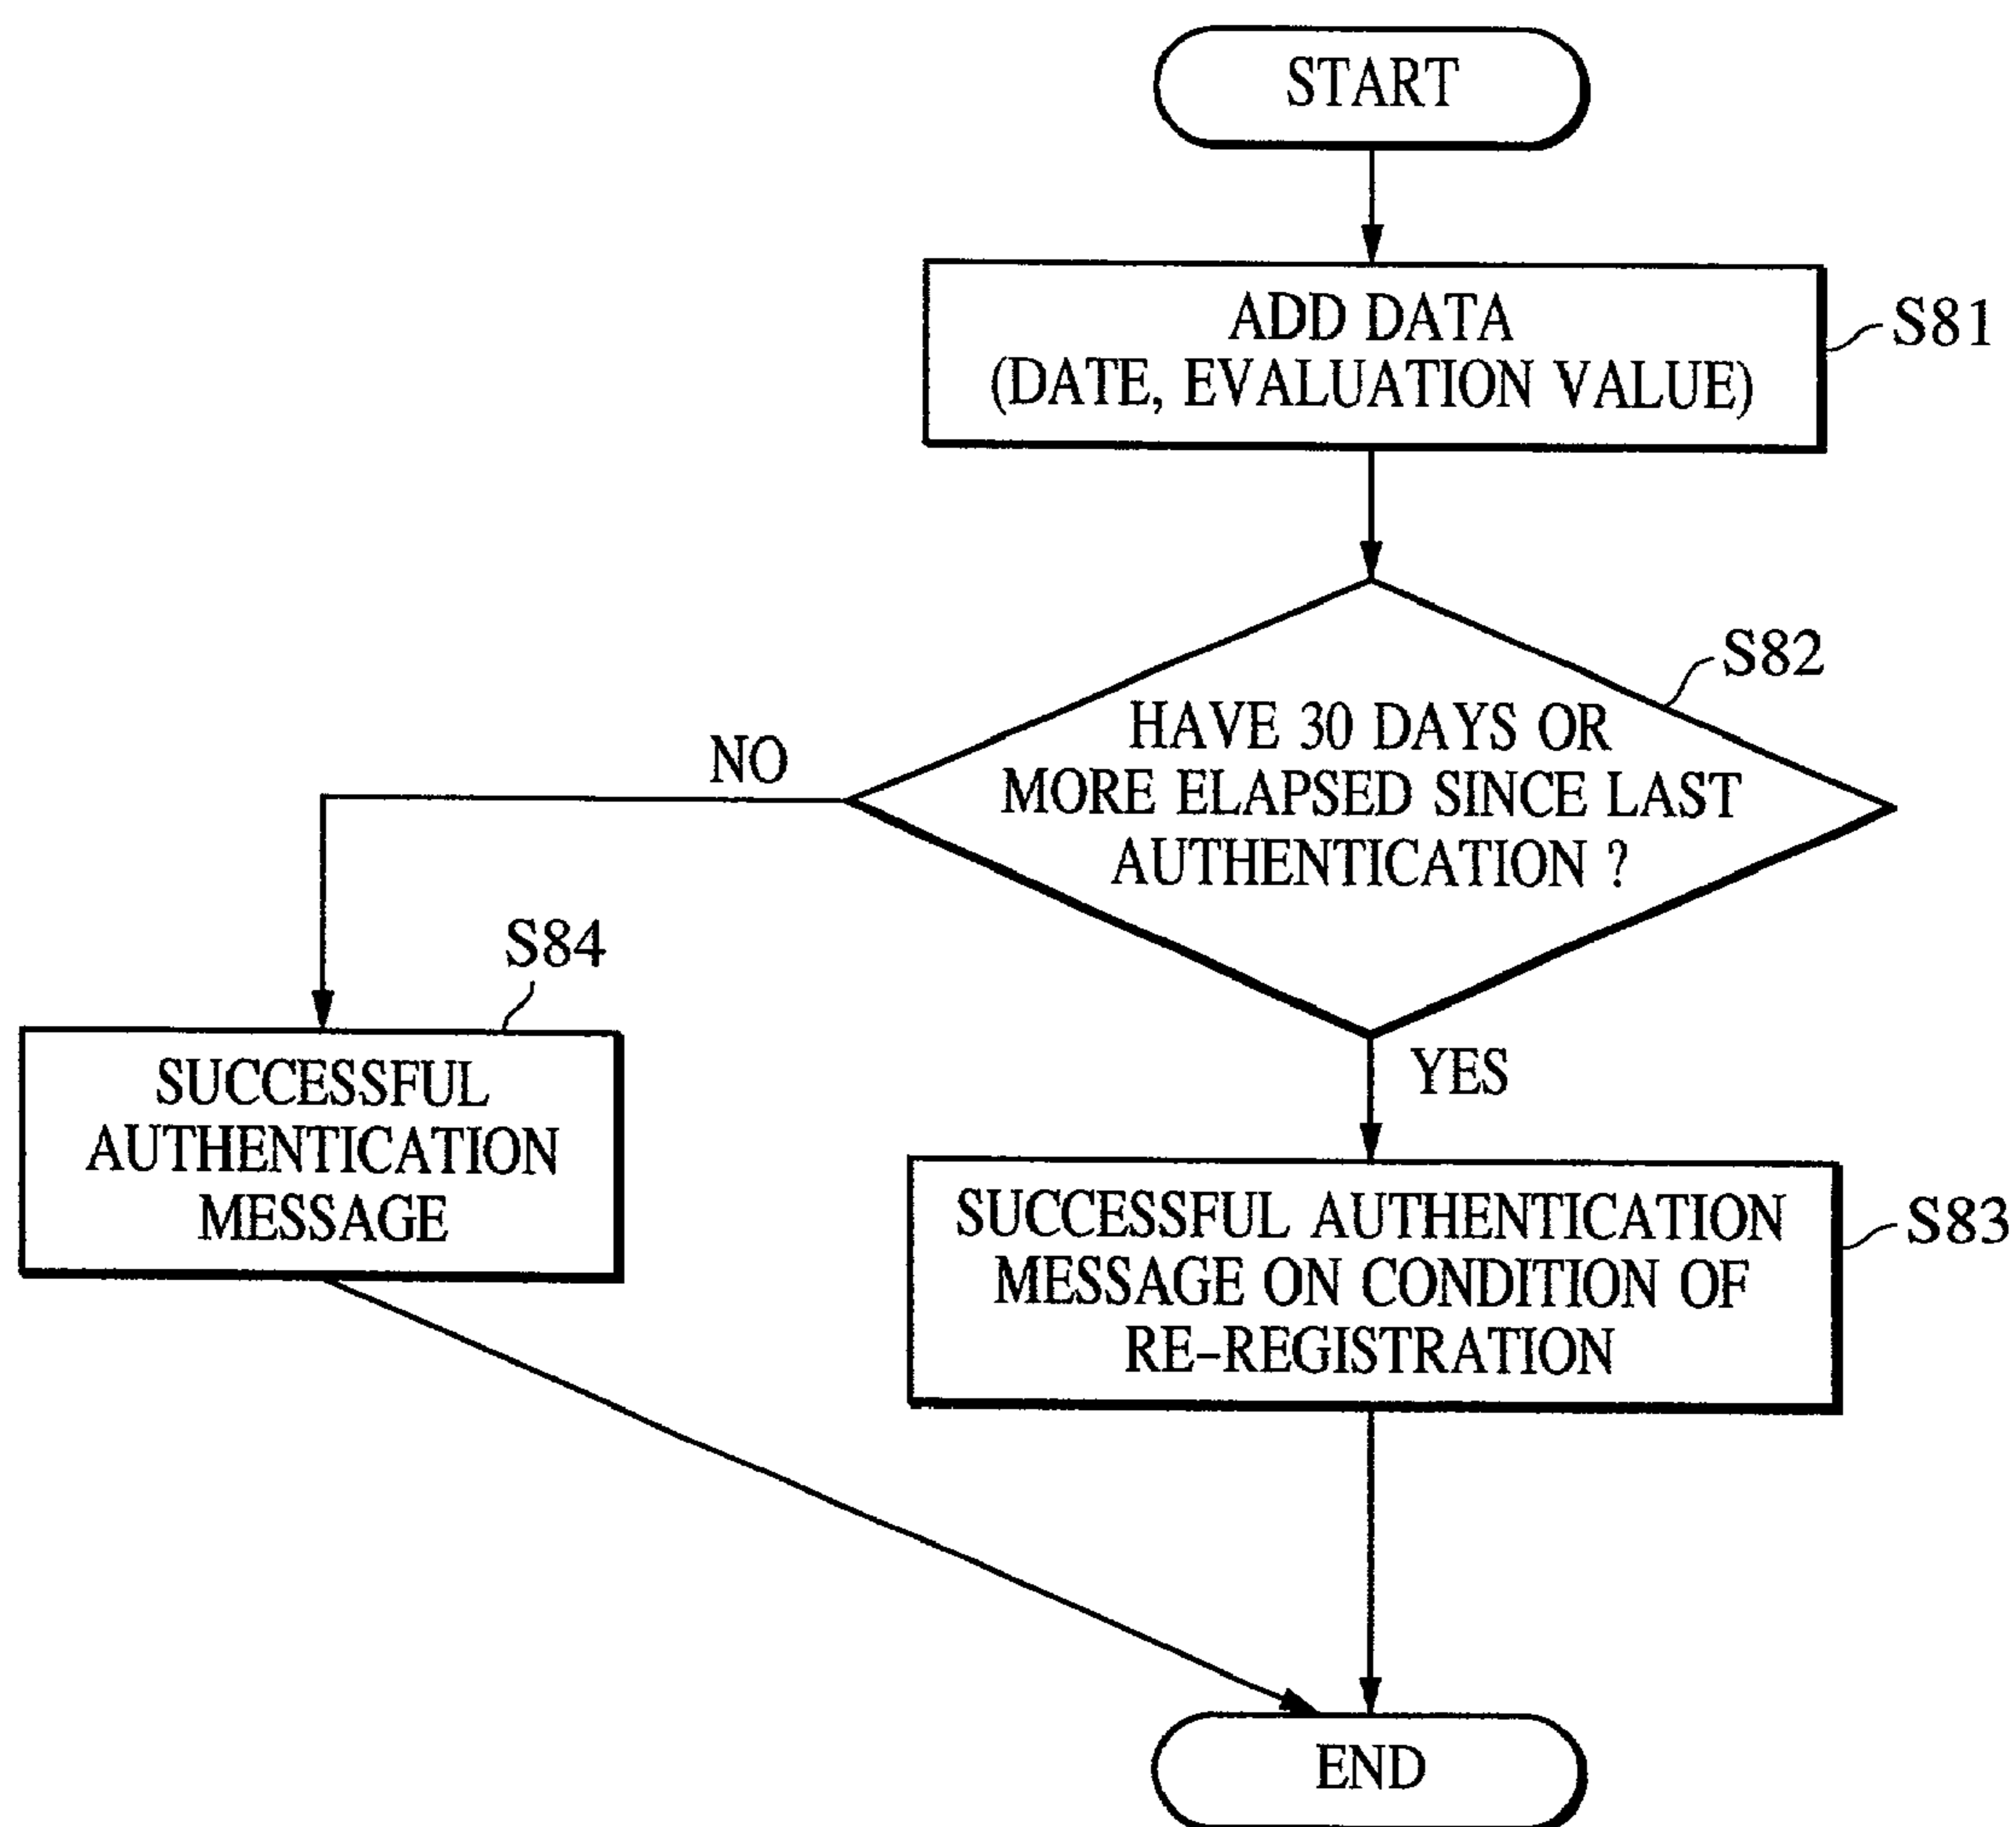 START
ADD DATA
(DATE, EVALUATION VALUE)
S81
S82
HAVE 30 DAYS OR
MORE ELAPSED SINCE LAST
AUTHENTICATION ?
NO
YES
S84
SUCCESSFUL
AUTHENTICATION
MESSAGE
SUCCESSFUL AUTHENTICATION
MESSAGE ON CONDITION OF
RE-REGISTRATION
S83
END